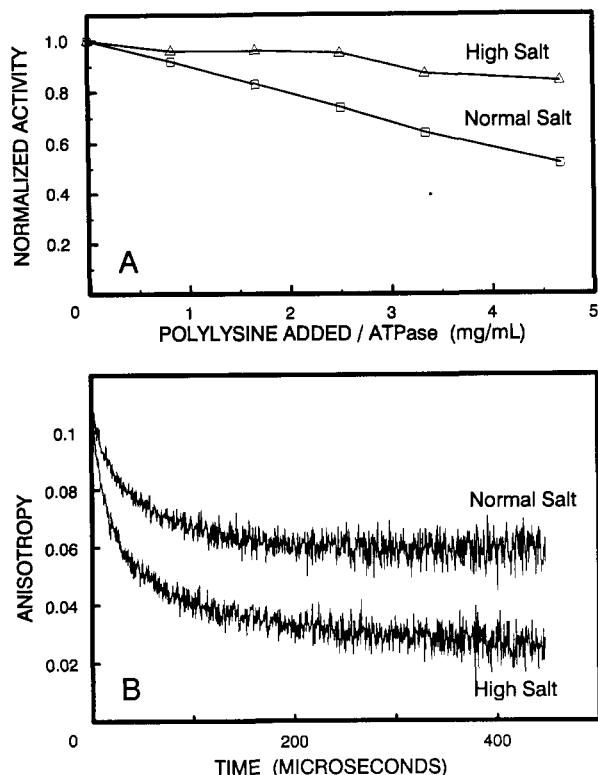 NORMALIZED ACTIVITY
1.0
0.8
0.6
0.4
0.2
High Salt
Normal Salt
A
0 1 2 3 4 5
POLYLYSINE ADDED / ATPase (mg/mL)
ANISOTROPY
0.1
0.08
0.06
0.04
0.02
Normal Salt
High Salt
B
0 200 400
TIME (MICROSECONDS)